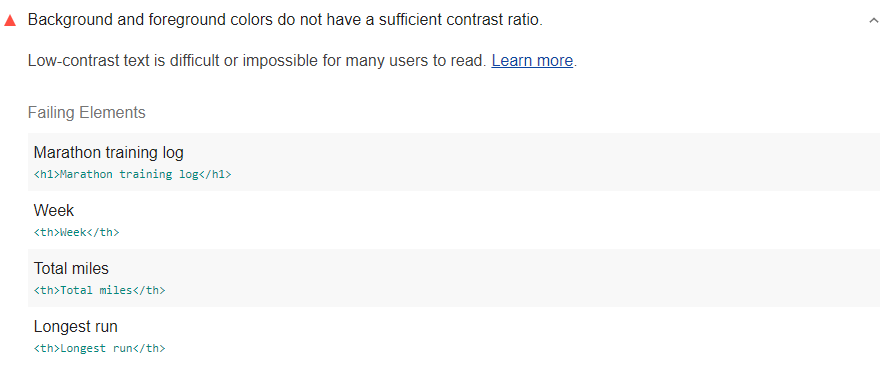 Background and foreground colors do not have a sufficient contrast ratio.
Low-contrast text is difficult or impossible for many users to read. Learn more.
Failing Elements
Marathon training log
<h1>Marathon training log</h1>
Week
<th>Week</th>
Total miles
<th>Total miles</th>
Longest run
<th>Longest run</th>